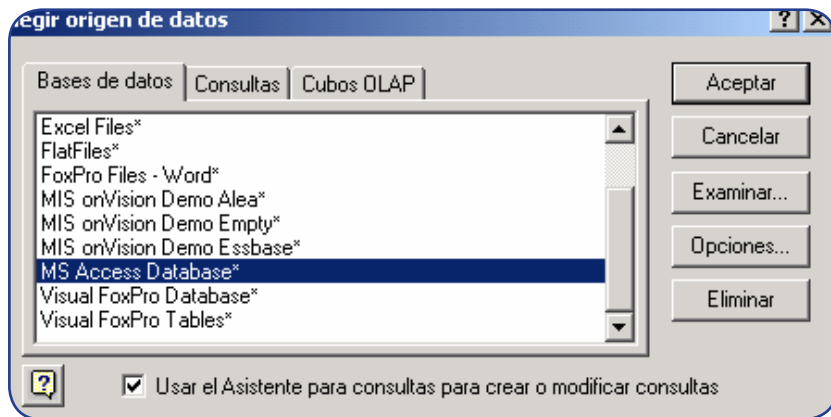 egir origen de datos
Bases de datos
Consultas
Cubos OLAP
Aceptar
Excel Files*
FlatFiles*
Cancelar
FoxPro Files - Word*
MIS onVision Demo Alea*
Examinar...
MIS onVision Demo Empty*
MIS onVision Demo Essbase*
Opciones...
MS Access Database*
Visual FoxPro Database*
Eliminar
Visual FoxPro Tables*
Usar el Asistente para consultas para crear o modificar consultas